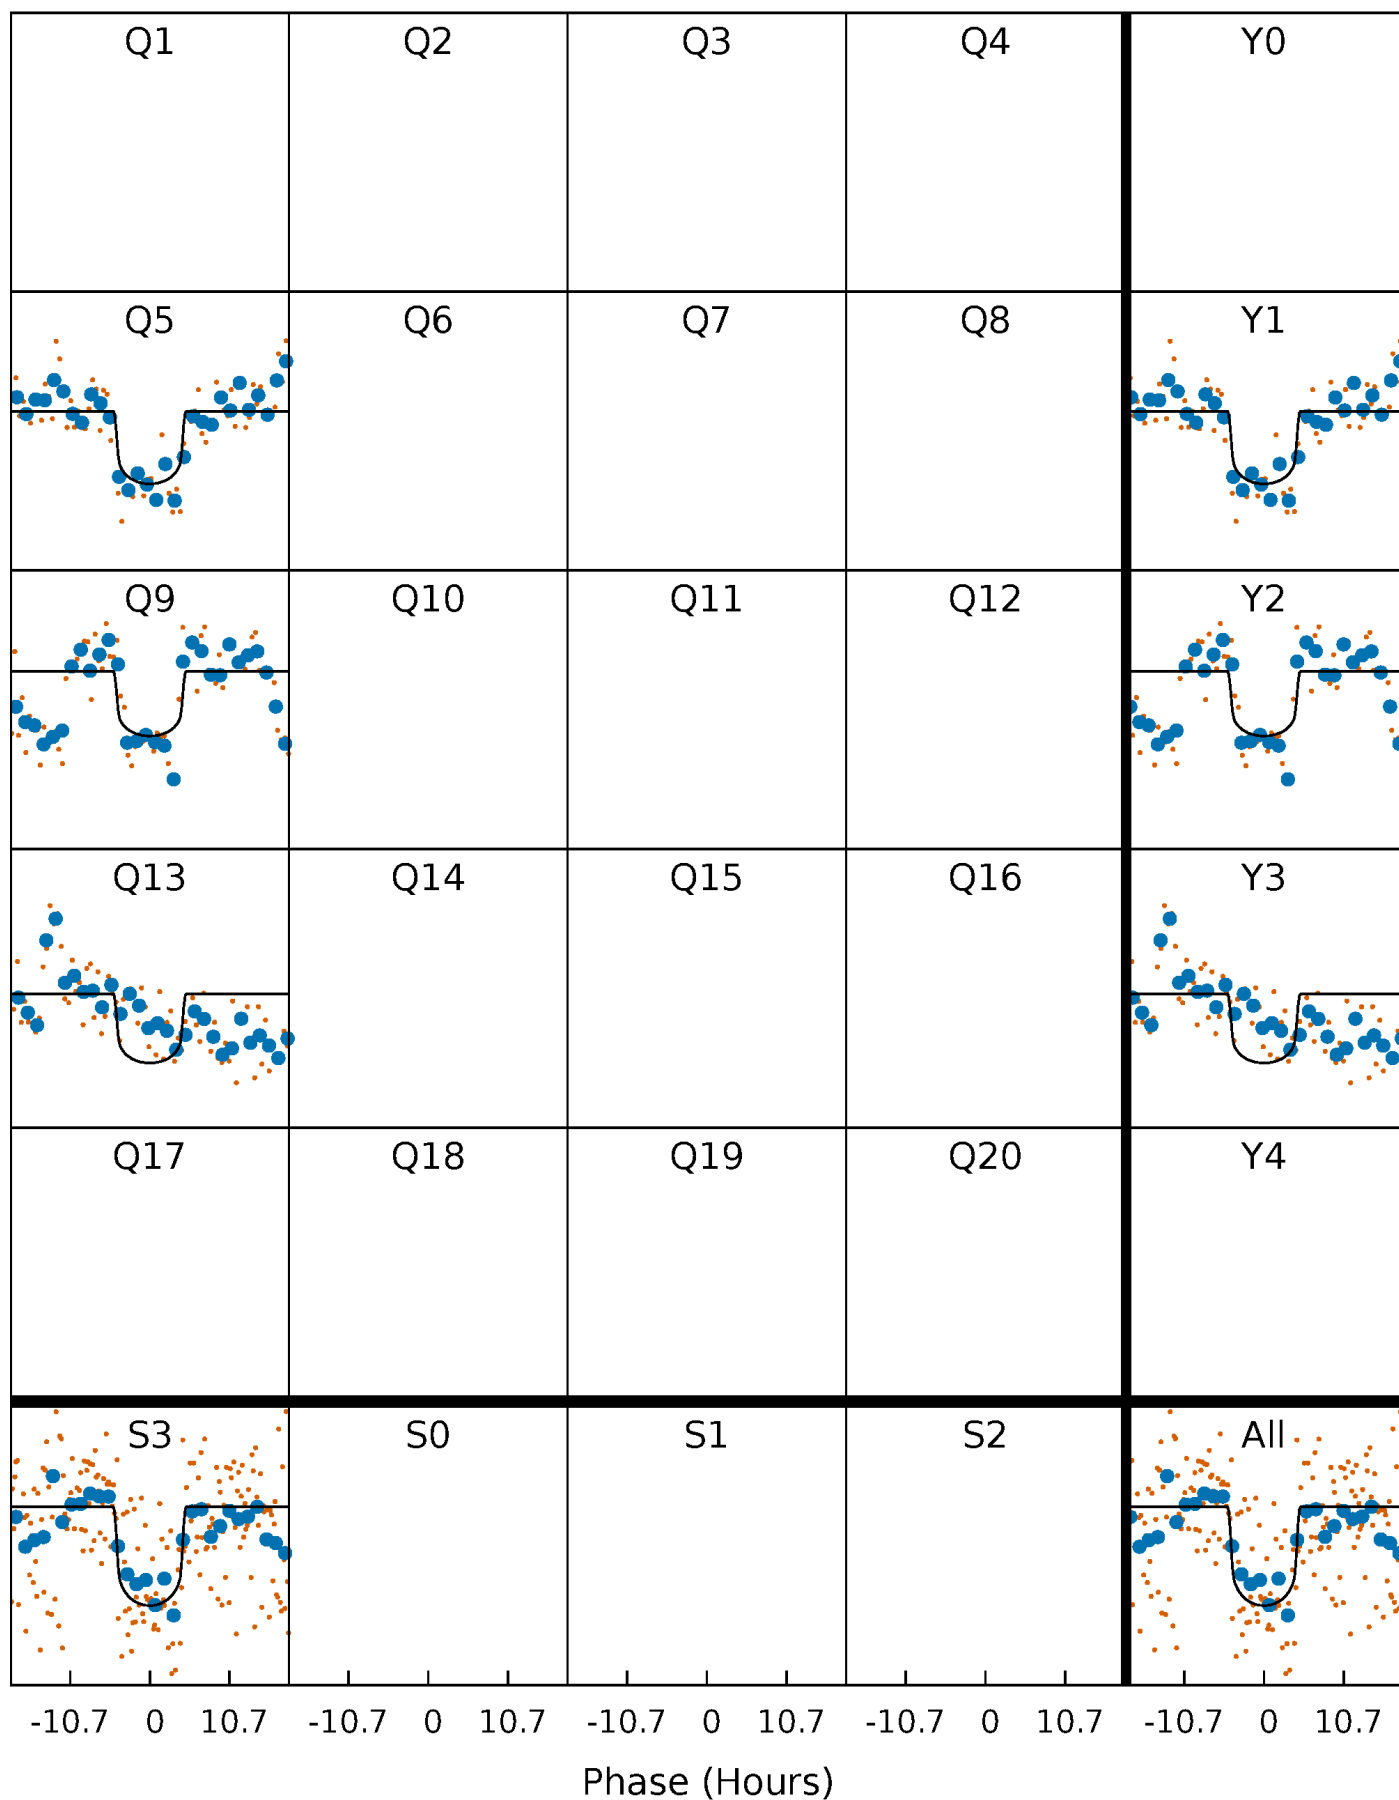 Q1 Q2 Q3 Q4 Y0
Q5 Q6 Q7 Q8 Y1
Q9 Q10 Q11 Q12 Y2
Q13 Q14 Q15 Q16 Y3
Q17 Q18 Q19 Q20 Y4
S3 S0 S1 S2 All
-10.7 0 10.7 -10.7 0 10.7 -10.7 0 10.7 -10.7 0 10.7 -10.7 0 10.7
Phase (Hours)